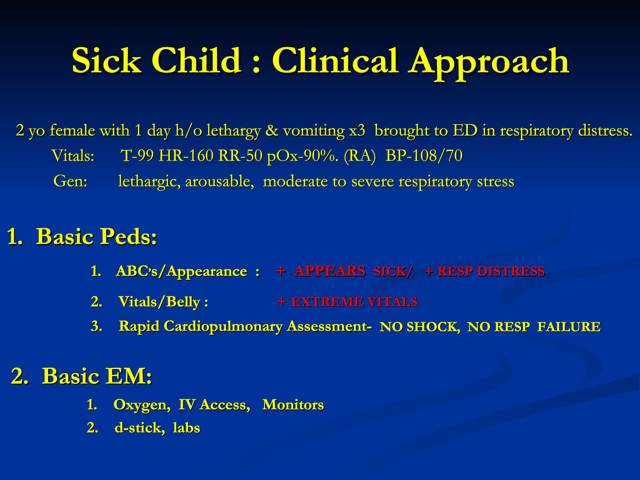 Sick Child : Clinical Approach
2 yo female with 1 day h/o lethargy & vomiting x3 brought to ED in respiratory distress.
Vitals: T-99 HR-160 RR-50 pOx-90%. (RA) BP-108/70
Gen: lethargic, arousable, moderate to severe respiratory stress
1. Basic Peds:
1. ABC's/Appearance : + APPEARS SICK/ + RESP DISTRESS
2. Vitals/Belly : + EXTREME VITALS
3. Rapid Cardiopulmonary Assessment- NO SHOCK, NO RESP FAILURE
2. Basic EM:
1. Oxygen, IV Access, Monitors
2. d-stick, labs